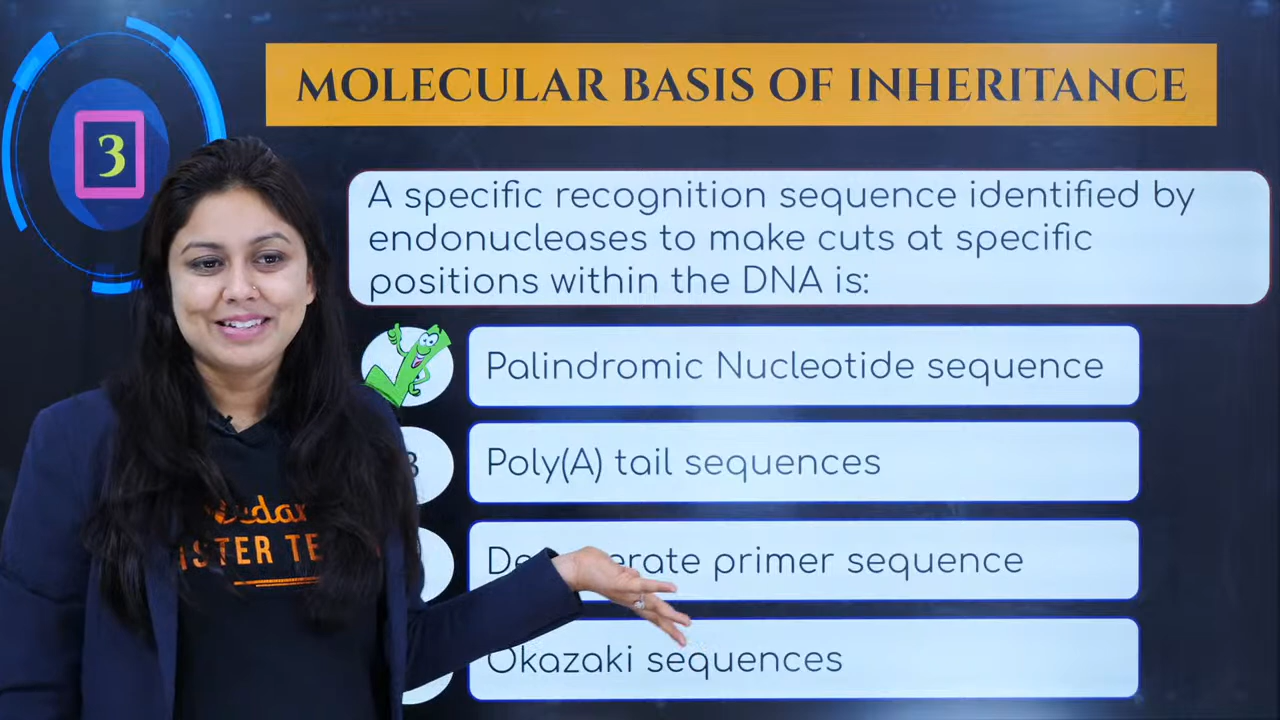 MOLECULAR BASIS OF INHERITANCE
3
A specific recognition sequence identified by
endonucleases to make cuts at specific
positions within the DNA is:
Palindromic Nucleotide sequence
Poly(A) tail sequences
primer sequence
Okazaki sequences